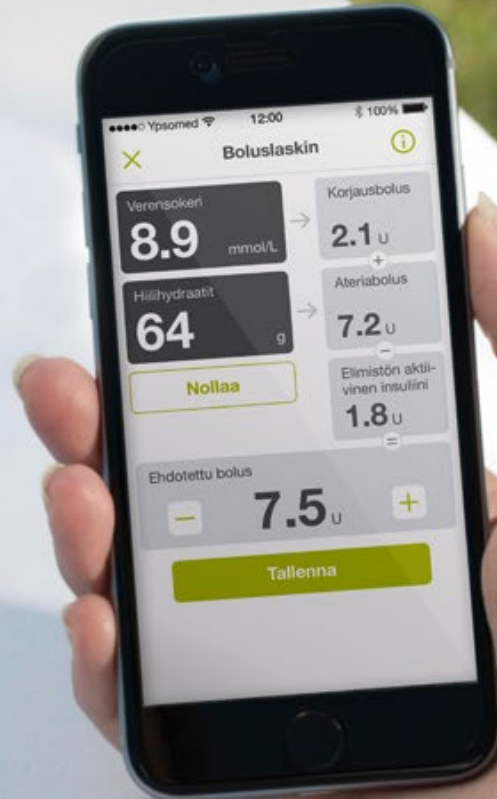 Ypsomed 12:00 100%
Boluslaskin
Verensokeri
8.9 mmol/L
Korjausbolus
2.1 U
+
Hiilihydraatit
64 g
Ateriabolus
7.2 U
−
Nollaa
Elimistön aktii-
vinen insuliini
1.8 U
=
Ehdotettu bolus
− 7.5 U +
Tallenna